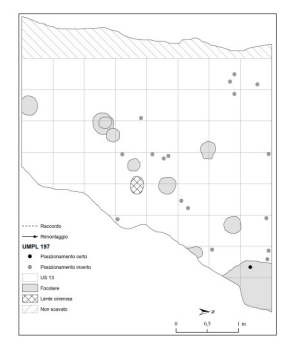 Raccordo
Rimontaggio
UMPL 197
Posizionamento certo
Posizionamento incerto
US 13
Focolare
Lente cinerosa
Non scavato
N
0 0,5 1 m